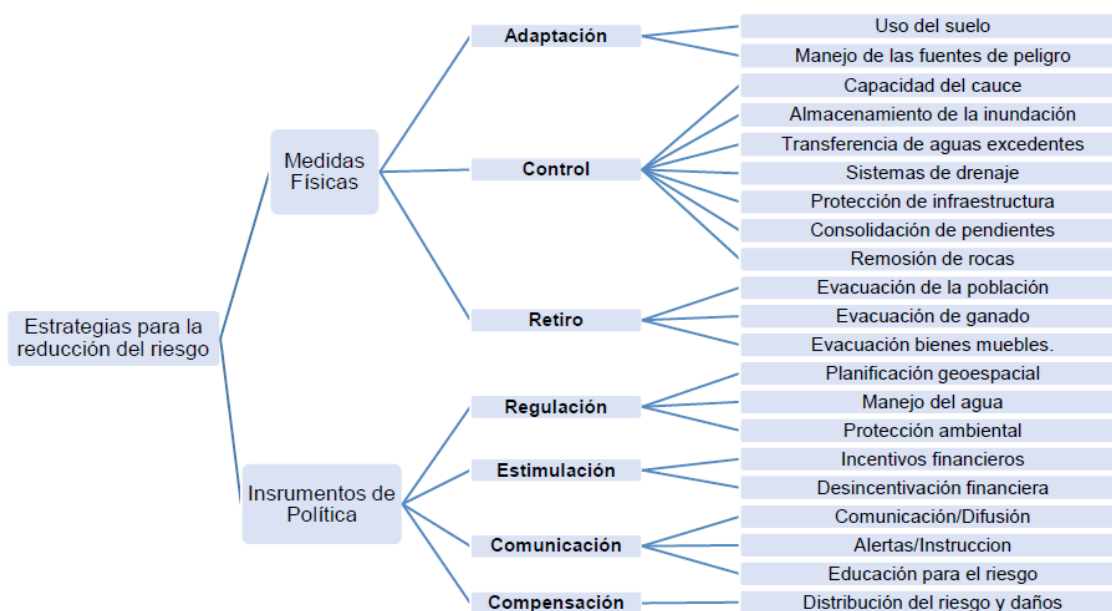 Estrategias para la
reducción del riesgo
Medidas
Físicas
Adaptación
Uso del suelo
Manejo de las fuentes de peligro
Control
Capacidad del cauce
Almacenamiento de la inundación
Transferencia de aguas excedentes
Sistemas de drenaje
Protección de infraestructura
Consolidación de pendientes
Remosión de rocas
Retiro
Evacuación de la población
Evacuación de ganado
Evacuación bienes muebles.
Insrumentos de
Política
Regulación
Planificación geoespacial
Manejo del agua
Protección ambiental
Estimulación
Incentivos financieros
Desincentivación financiera
Comunicación
Comunicación/Difusión
Alertas/Instruccion
Educación para el riesgo
Compensación
Distribución del riesgo y daños